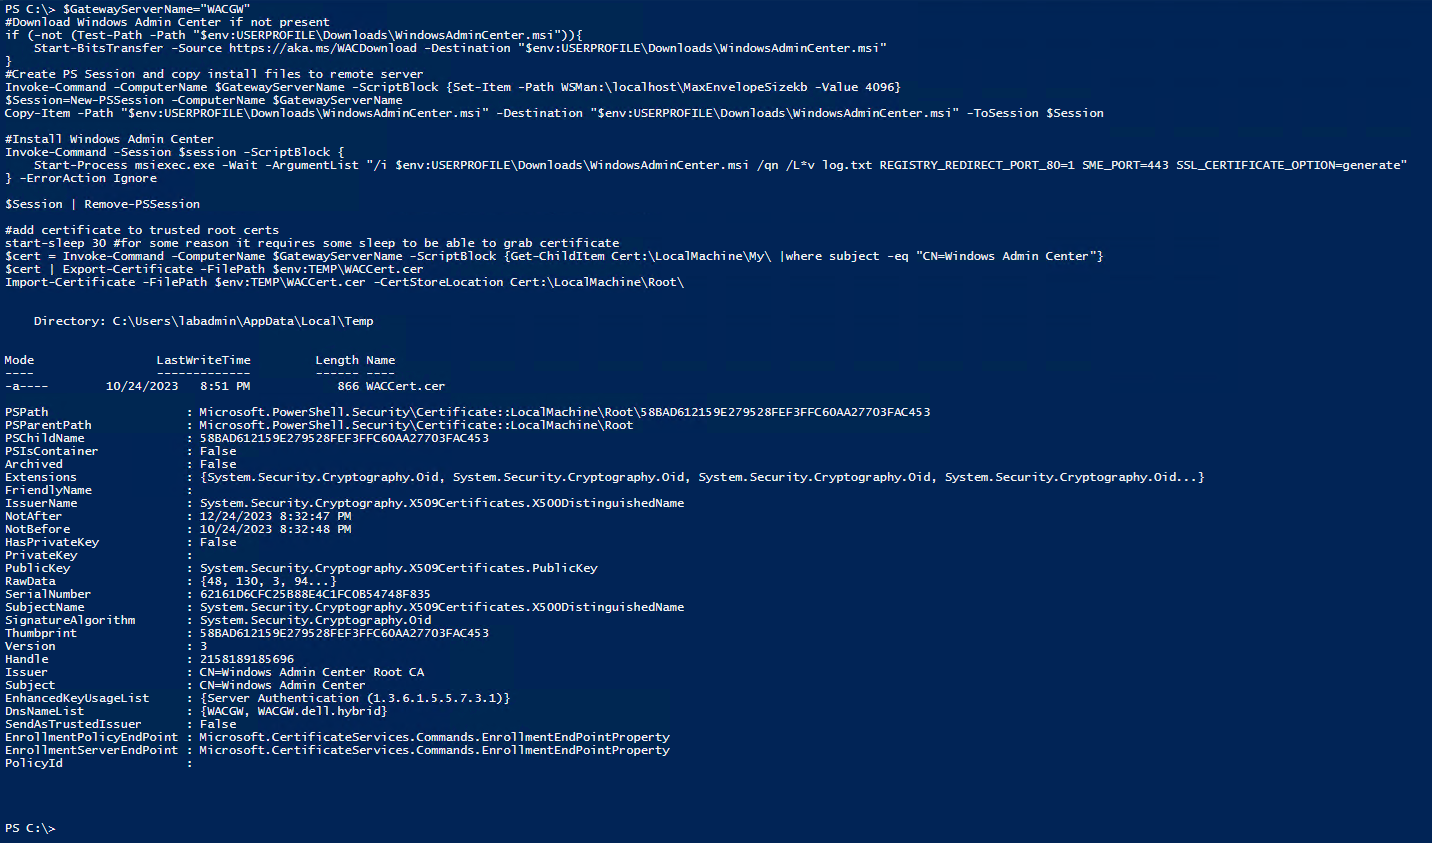 PS C:\> $GatewayServerName="WACGW"
#Download Windows Admin Center if not present
if (-not (Test-Path -Path "$env:USERPROFILE\Downloads\WindowsAdminCenter.msi")){
    Start-BitsTransfer -Source https://aka.ms/WACDownload -Destination "$env:USERPROFILE\Downloads\WindowsAdminCenter.msi"
}
#Create PS Session and copy install files to remote server
Invoke-Command -ComputerName $GatewayServerName -ScriptBlock {Set-Item -Path WSMan:\localhost\MaxEnvelopeSizekb -Value 4096}
$Session=New-PSSession -ComputerName $GatewayServerName
Copy-Item -Path "$env:USERPROFILE\Downloads\WindowsAdminCenter.msi" -Destination "$env:USERPROFILE\Downloads\WindowsAdminCenter.msi" -ToSession $Session
#Install Windows Admin Center
Invoke-Command -Session $session -ScriptBlock {
    Start-Process msiexec.exe -Wait -ArgumentList "/i $env:USERPROFILE\Downloads\WindowsAdminCenter.msi /qn /L*v log.txt REGISTRY_REDIRECT_PORT_80=1 SME_PORT=443 SSL_CERTIFICATE_OPTION=generate"
} -ErrorAction Ignore
$Session | Remove-PSSession
#add certificate to trusted root certs
start-sleep 30 #for some reason it requires some sleep to be able to grab certificate
$cert = Invoke-Command -ComputerName $GatewayServerName -ScriptBlock {Get-ChildItem Cert:\LocalMachine\My\ |where subject -eq "CN=Windows Admin Center"}
$cert | Export-Certificate -FilePath $env:TEMP\WACCert.cer
Import-Certificate -FilePath $env:TEMP\WACCert.cer -CertStoreLocation Cert:\LocalMachine\Root\
    Directory: C:\Users\labadmin\AppData\Local\Temp
Mode                 LastWriteTime         Length Name
----                 -------------         ------ ----
-a----        10/24/2023   8:51 PM            866 WACCert.cer
PSPath                   : Microsoft.PowerShell.Security\Certificate::LocalMachine\Root\58BAD612159E279528FEF3FFC60AA27703FAC453
PSParentPath             : Microsoft.PowerShell.Security\Certificate::LocalMachine\Root
PSChildName              : 58BAD612159E279528FEF3FFC60AA27703FAC453
PSIsContainer            : False
Archived                 : False
Extensions               : {System.Security.Cryptography.Oid, System.Security.Cryptography.Oid, System.Security.Cryptography.Oid, System.Security.Cryptography.Oid...}
FriendlyName             :
IssuerName               : System.Security.Cryptography.X509Certificates.X500DistinguishedName
NotAfter                 : 12/24/2023 8:32:47 PM
NotBefore                : 10/24/2023 8:32:48 PM
HasPrivateKey            : False
PrivateKey               :
PublicKey                : System.Security.Cryptography.X509Certificates.PublicKey
RawData                  : {48, 130, 3, 94...}
SerialNumber             : 62161D6CFC25B88E4C1FC0B54748F835
SubjectName              : System.Security.Cryptography.X509Certificates.X500DistinguishedName
SignatureAlgorithm       : System.Security.Cryptography.Oid
Thumbprint               : 58BAD612159E279528FEF3FFC60AA27703FAC453
Version                  : 3
Handle                   : 2158189185696
Issuer                   : CN=Windows Admin Center Root CA
Subject                  : CN=Windows Admin Center
EnhancedKeyUsageList     : {Server Authentication (1.3.6.1.5.5.7.3.1)}
DnsNameList              : {WACGW, WACGW.dell.hybrid}
SendAsTrustedIssuer      : False
EnrollmentPolicyEndPoint : Microsoft.CertificateServices.Commands.EnrollmentEndPointProperty
EnrollmentServerEndPoint : Microsoft.CertificateServices.Commands.EnrollmentEndPointProperty
PolicyId                 :
PS C:\>